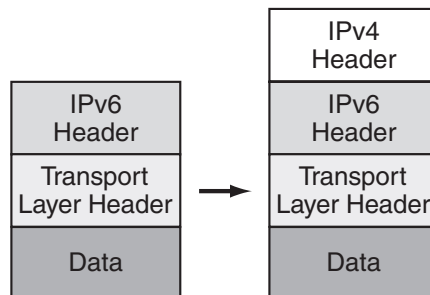 IPv6
Header
Transport
Layer Header
Data
IPv4
Header
IPv6
Header
Transport
Layer Header
Data